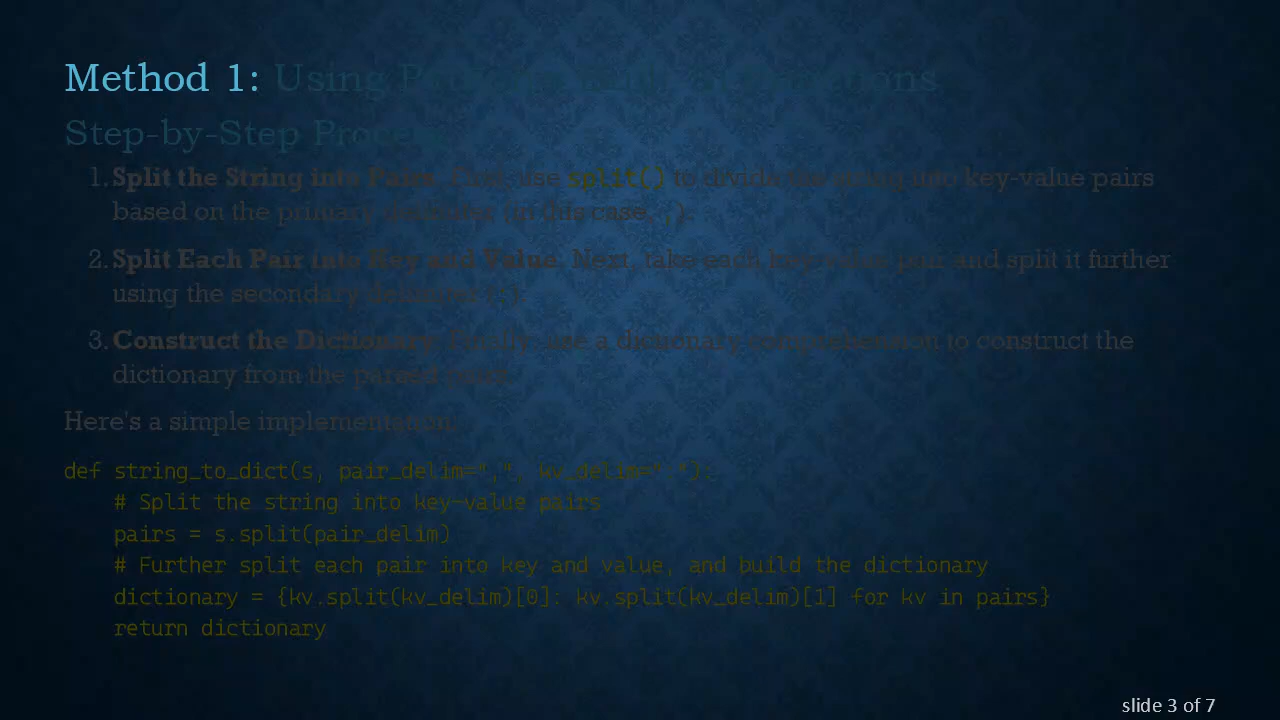 Method 1: Using Python's Built-in Functions
Step-by-Step Process
1. Split the String into Pairs: First, use split() to divide the string into key-value pairs
based on the primary delimiter (in this case, ,).
2. Split Each Pair into Key and Value: Next, take each key-value pair and split it further
using the secondary delimiter (:).
3. Construct the Dictionary: Finally, use a dictionary comprehension to construct the
dictionary from the parsed pairs.
Here's a simple implementation:
def string_to_dict(s, pair_delim=",", kv_delim=":"):
# Split the string into key-value pairs
pairs = s.split(pair_delim)
# Further split each pair into key and value, and build the dictionary
dictionary = {kv.split(kv_delim)[0]: kv.split(kv_delim)[1] for kv in pairs}
return dictionary
slide 3 of 7